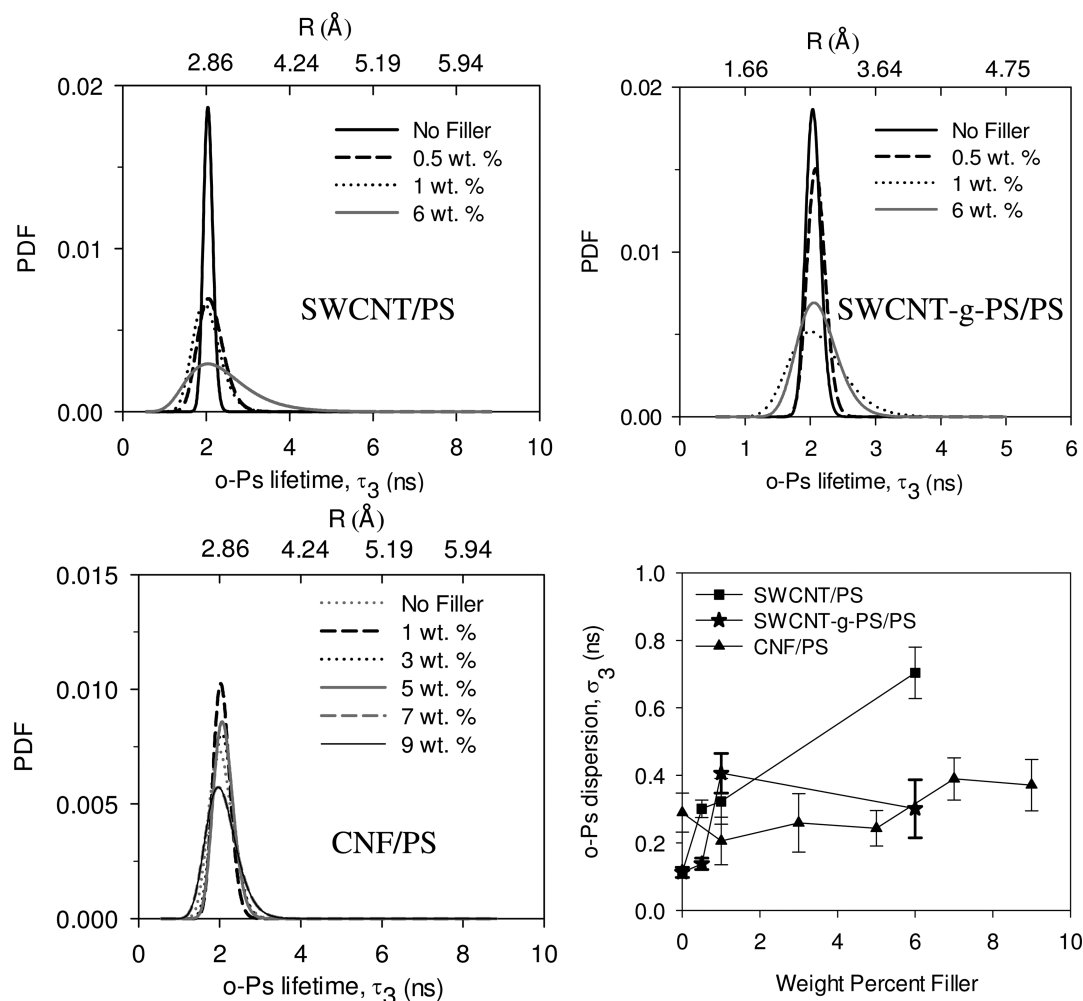 R (Å)
2.86 4.24 5.19 5.94
0.02
0.01
0.00
PDF
No Filler
0.5 wt. %
1 wt. %
6 wt. %
SWCNT/PS
0 2 4 6 8 10
o-Ps lifetime, τ3 (ns)
R (Å)
1.66 3.64 4.75
0.02
0.01
0.00
PDF
No Filler
0.5 wt. %
1 wt. %
6 wt. %
SWCNT-g-PS/PS
0 1 2 3 4 5 6
o-Ps lifetime, τ3 (ns)
R (Å)
2.86 4.24 5.19 5.94
0.015
0.010
0.005
0.000
PDF
No Filler
1 wt. %
3 wt. %
5 wt. %
7 wt. %
9 wt. %
CNF/PS
0 2 4 6 8 10
o-Ps lifetime, τ3 (ns)
1.0
0.8
0.6
0.4
0.2
0.0
o-Ps dispersion, σ3 (ns)
SWCNT/PS
SWCNT-g-PS/PS
CNF/PS
0 2 4 6 8 10
Weight Percent Filler